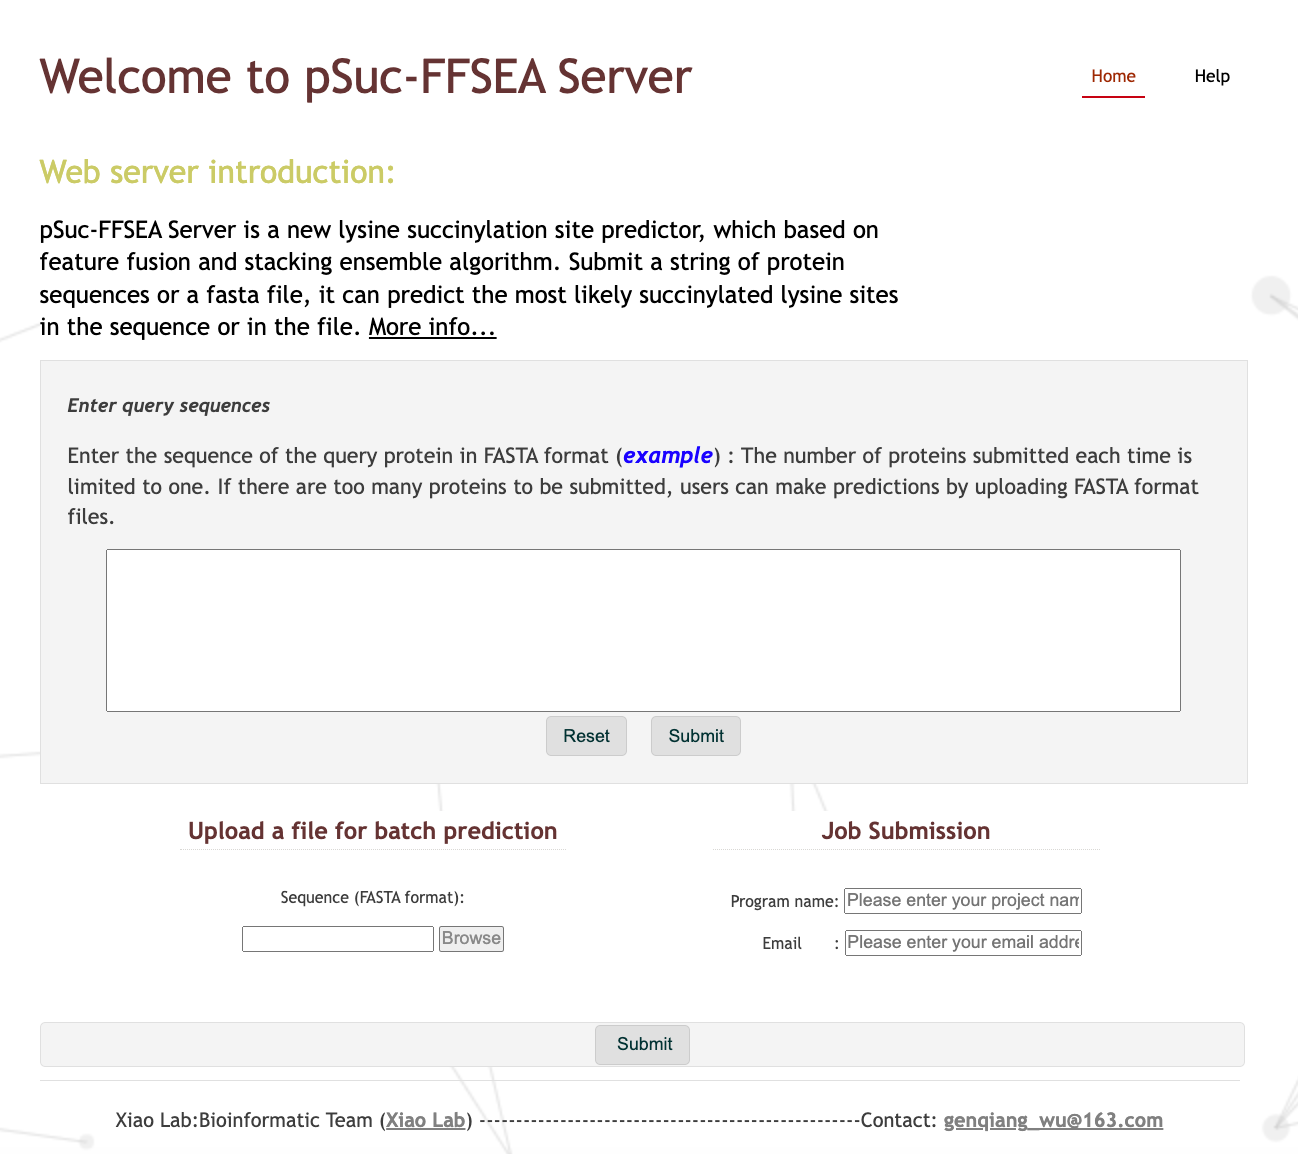 Welcome to pSuc-FFSEA Server
Home
Help
Web server introduction:
pSuc-FFSEA Server is a new lysine succinylation site predictor, which based on
feature fusion and stacking ensemble algorithm. Submit a string of protein
sequences or a fasta file, it can predict the most likely succinylated lysine sites
in the sequence or in the file. More info...
Enter query sequences
Enter the sequence of the query protein in FASTA format (example) : The number of proteins submitted each time is
limited to one. If there are too many proteins to be submitted, users can make predictions by uploading FASTA format
files.
Reset
Submit
Upload a file for batch prediction
Sequence (FASTA format):
Browse
Job Submission
Program name: Please enter your project nam
Email : Please enter your email addre
Submit
Xiao Lab:Bioinformatic Team (Xiao Lab) ----------------------------------------------------Contact: genqiang_wu@163.com